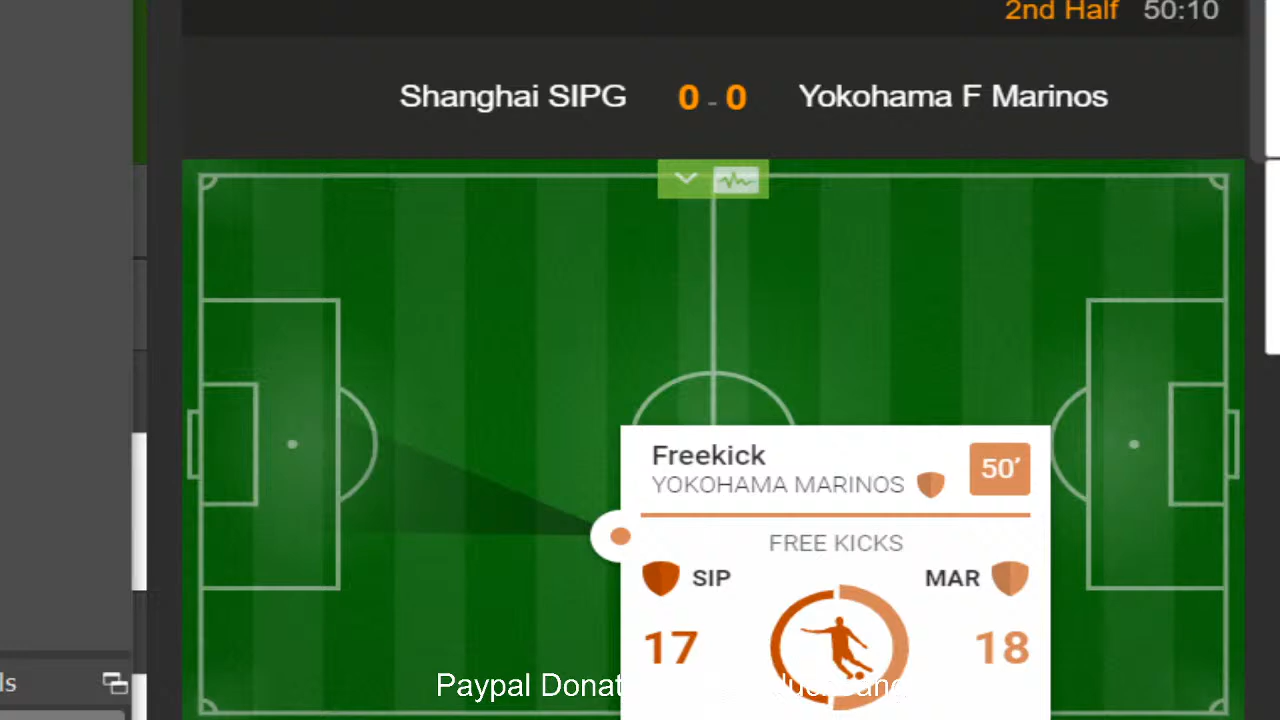 2nd Half 50:10
Shanghai SIPG 0 - 0 Yokohama F Marinos
Freekick
YOKOHAMA MARINOS
50’
FREE KICKS
SIP MAR
17 18
ls
Paypal